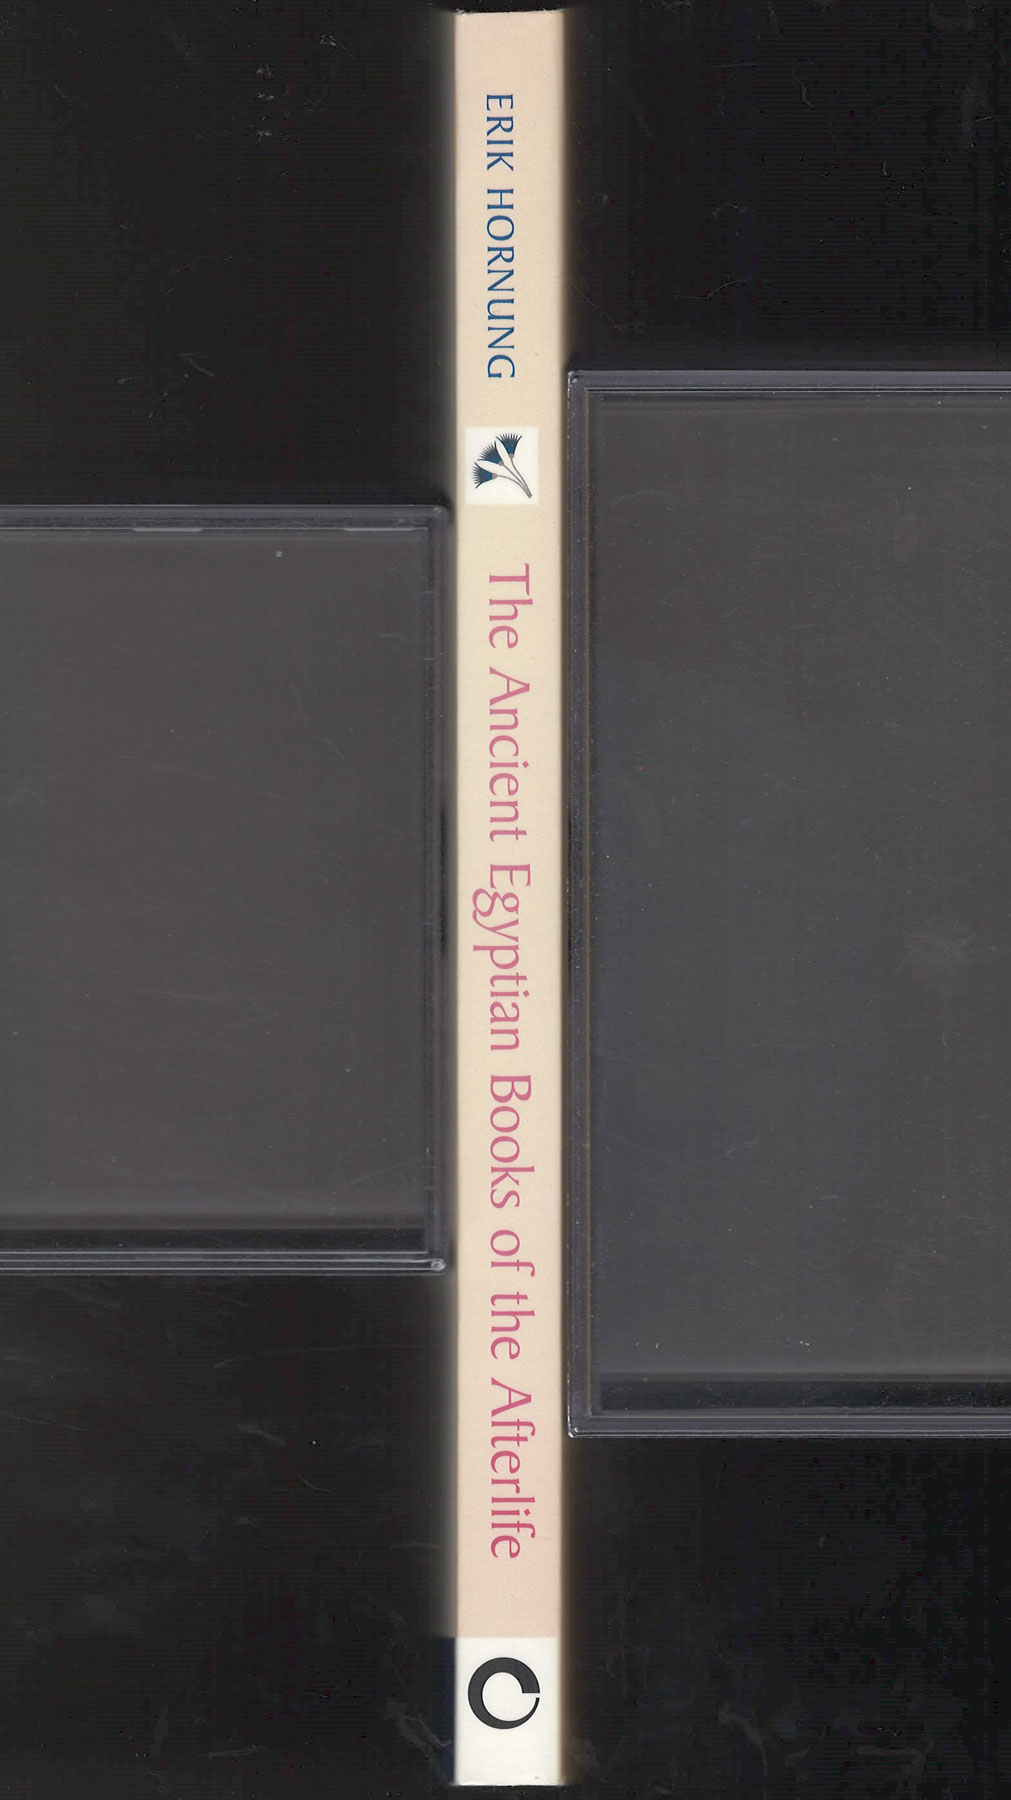 ERIK HORNUNG
The Ancient Egyptian Books of the Afterlife